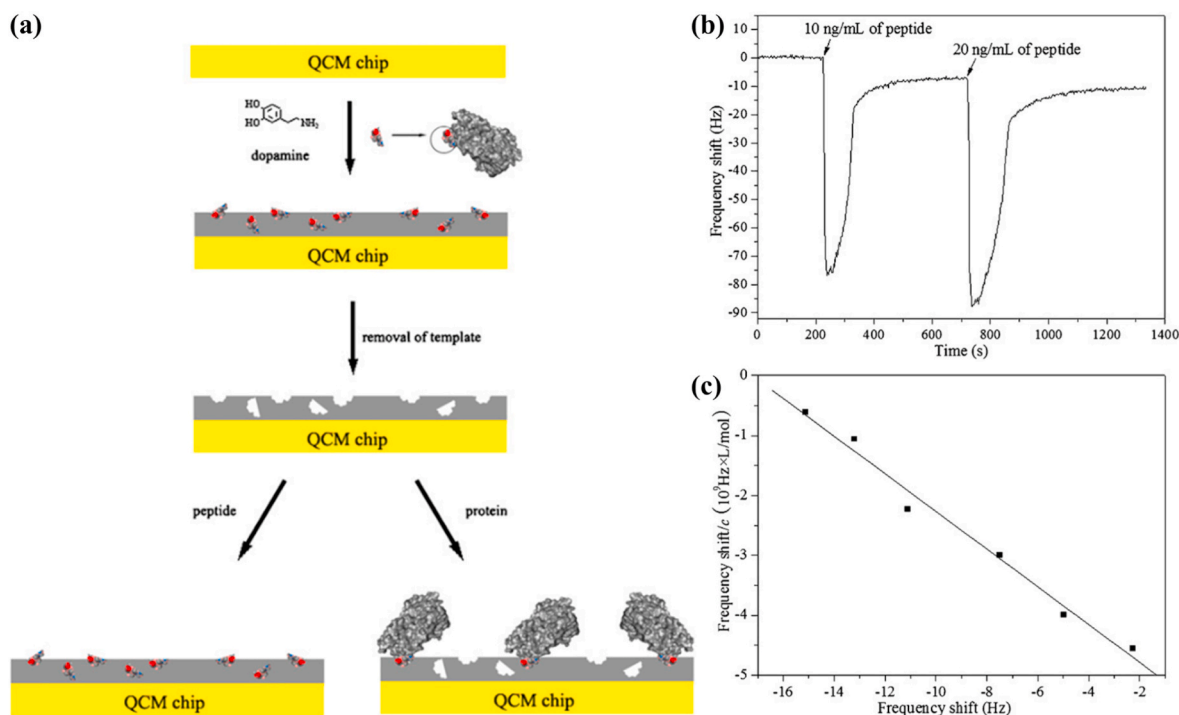 (a)
QCM chip
HO
HO
NH2
dopamine
QCM chip
removal of template
QCM chip
peptide
protein
QCM chip
QCM chip
(b)
10 ng/mL of peptide
20 ng/mL of peptide
Frequency shift (Hz)
10
0
-10
-20
-30
-40
-50
-60
-70
-80
-90
0 200 400 600 800 1000 1200 1400
Time (s)
(c)
Frequency shift/c (10⁹Hz×L/mol)
0
-1
-2
-3
-4
-5
-16 -14 -12 -10 -8 -6 -4 -2
Frequency shift (Hz)